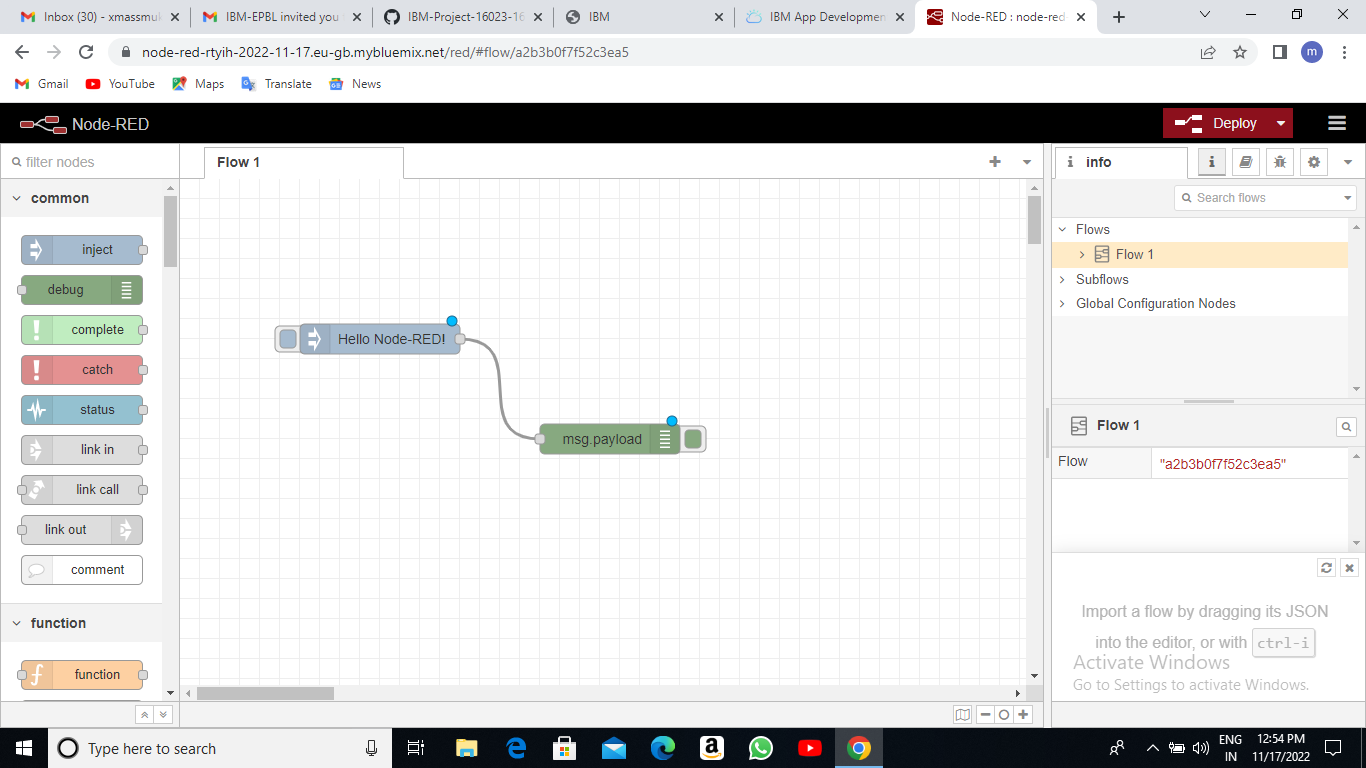 Inbox (30) - xmassmuk
IBM-EPBL invited you
IBM-Project-16023-16
IBM
IBM App Developmen
Node-RED : node-red
node-red-rtyih-2022-11-17.eu-gb.mybluemix.net/red/#flow/a2b3b0f7f52c3ea5
m
Gmail
YouTube
Maps
Translate
News
Node-RED
Deploy
filter nodes
Flow 1
i info
i
Search flows
common
inject
debug
complete
catch
status
link in
link call
link out
comment
function
function
Hello Node-RED!
msg.payload
Flows
Flow 1
Subflows
Global Configuration Nodes
Flow 1
Flow "a2b3b0f7f52c3ea5"
Import a flow by dragging its JSON
into the editor, or with ctrl-i
Activate Windows
Go to Settings to activate Windows.
Type here to search
ENG
IN
12:54 PM
11/17/2022